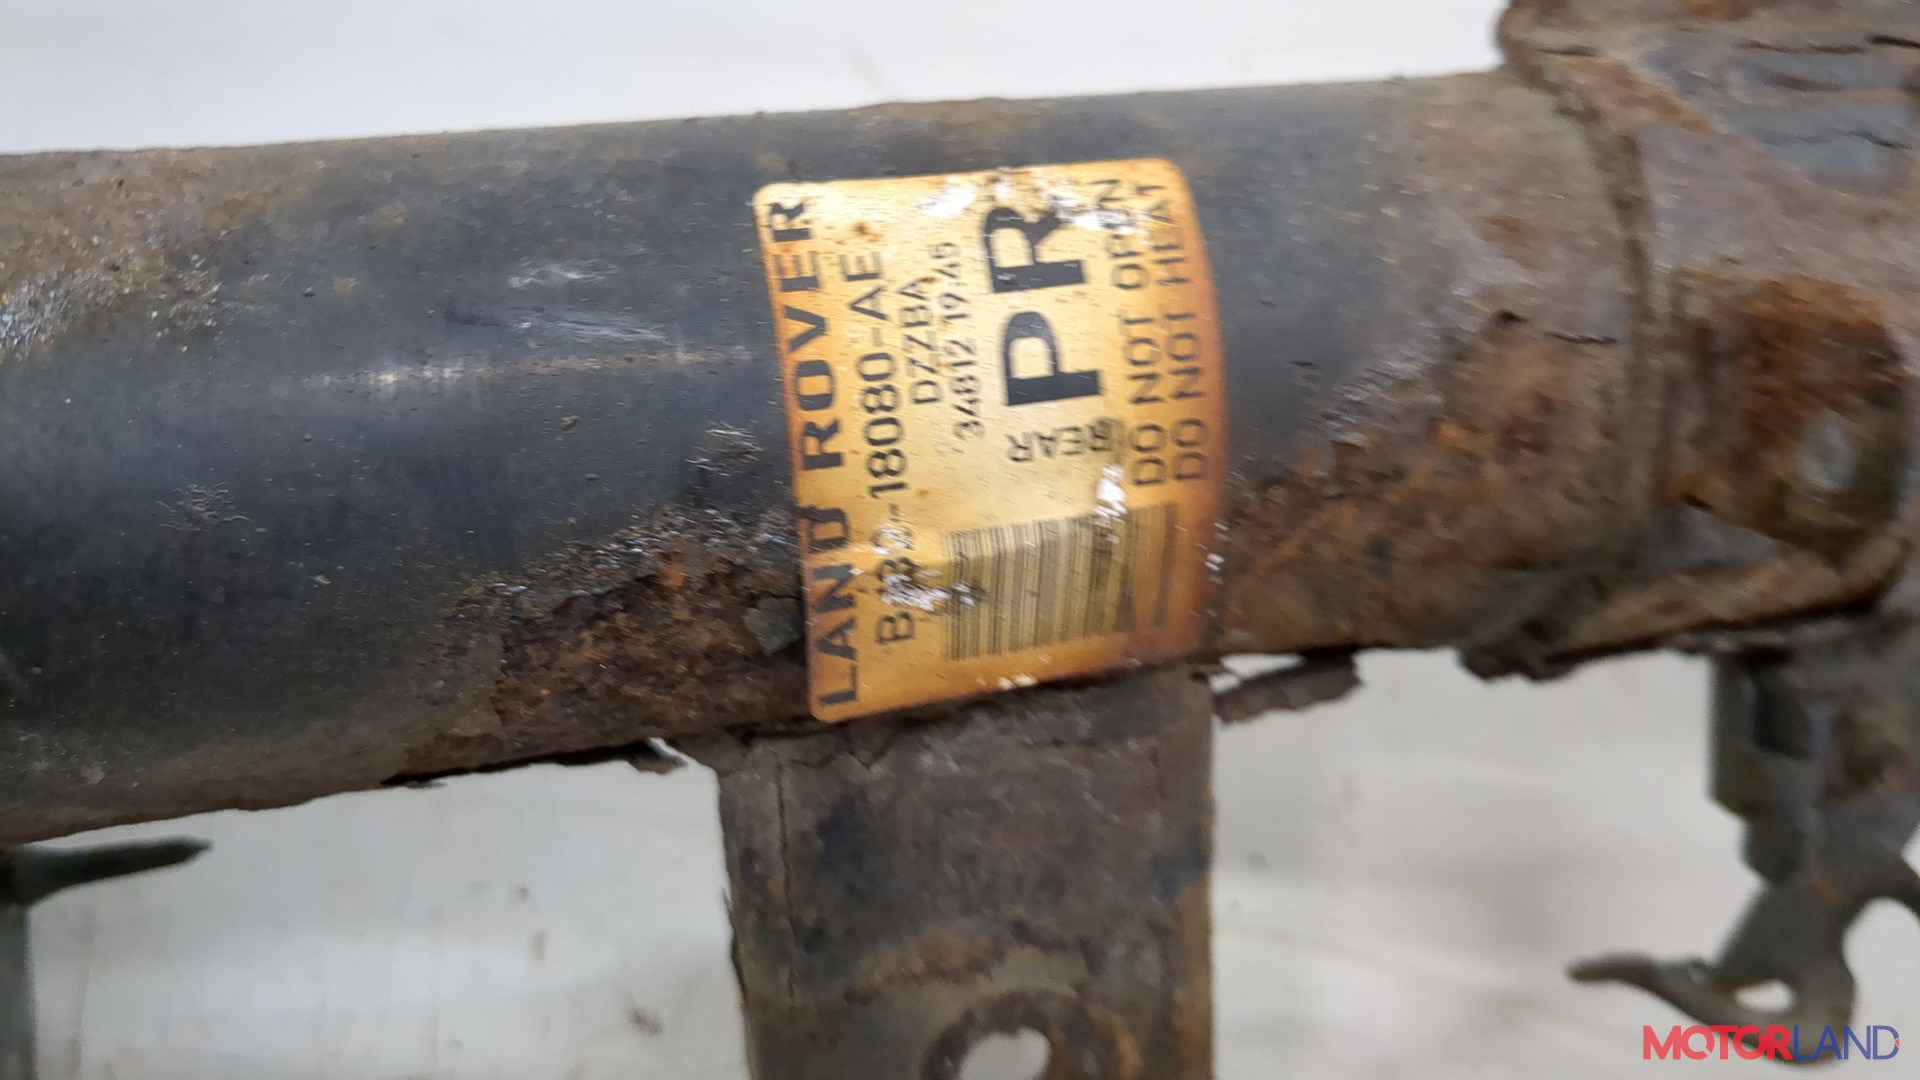 LAND ROVER
18080-AE
DZZBA
34812 19:45
PR
REAR
DO NOT OPEN
DO NOT HEAT
MOTORLAND